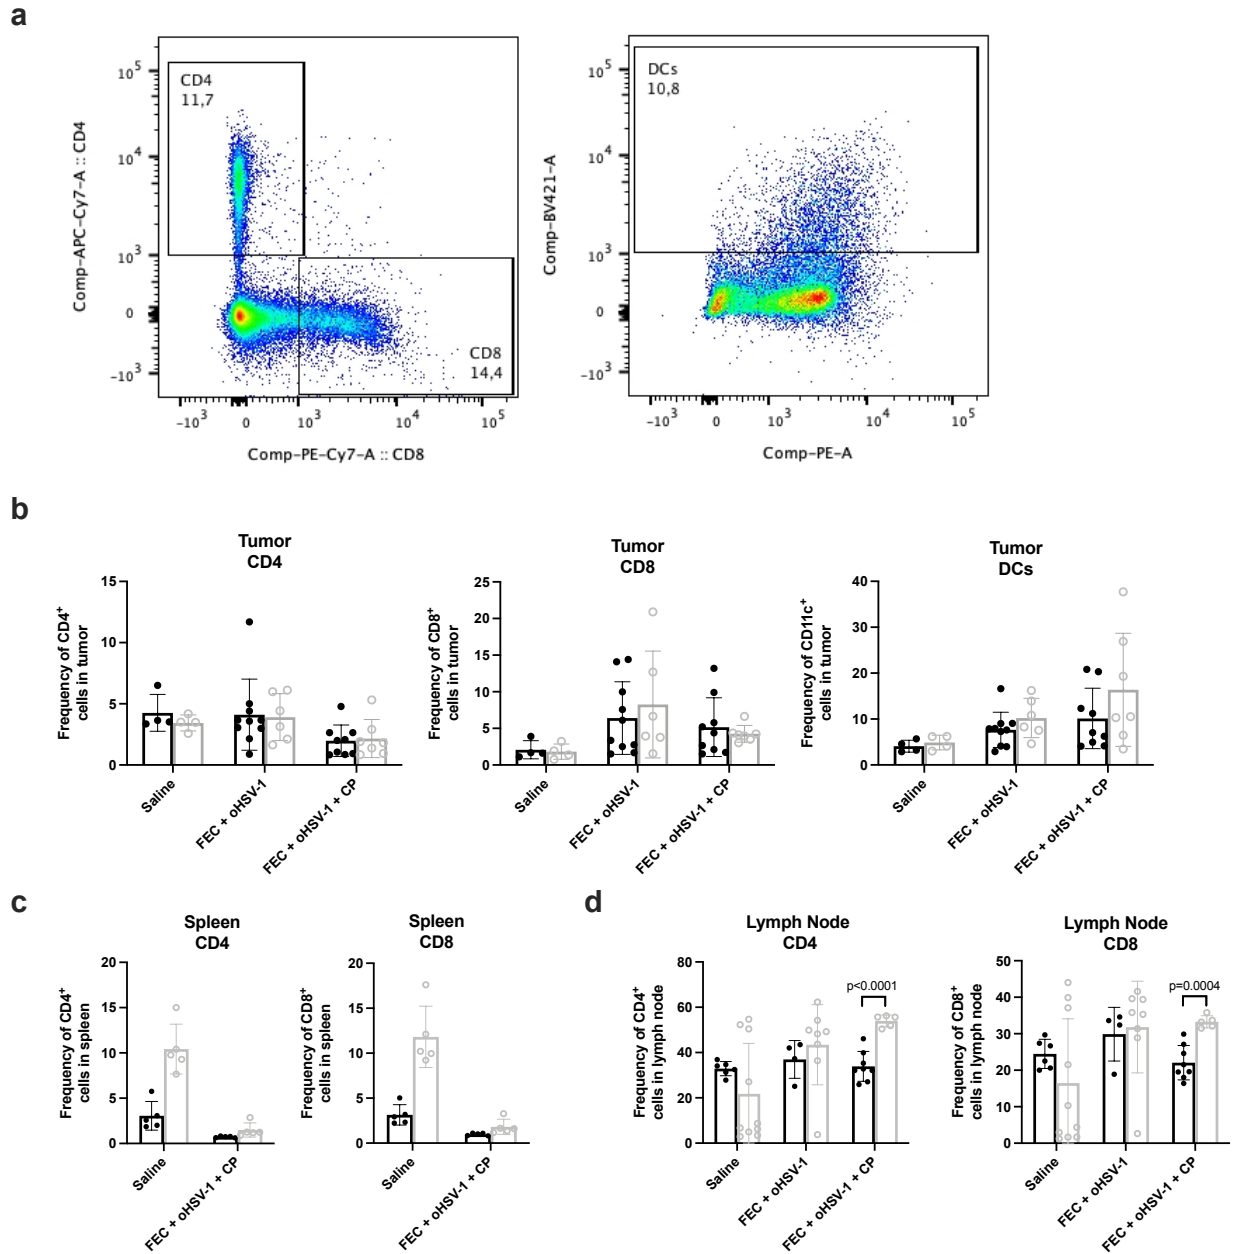 a
CD4
11,7
CD8
14,4
10^5
10^4
10^3
0
-10^3
Comp-APC-Cy7-A :: CD4
-10^3
0
10^3
10^4
10^5
Comp-PE-Cy7-A :: CD8
DCs
10,8
10^5
10^4
10^3
0
-10^3
Comp-BV421-A
-10^3
0
10^3
10^4
10^5
Comp-PE-A
b
Tumor
CD4
Frequency of CD4+
cells in tumor
15
10
5
0
Saline
FEC + oHSV-1
FEC + oHSV-1 + CP
Tumor
CD8
Frequency of CD8+
cells in tumor
25
20
15
10
5
0
Saline
FEC + oHSV-1
FEC + oHSV-1 + CP
Tumor
DCs
Frequency of CD11c+
cells in tumor
40
30
20
10
0
Saline
FEC + oHSV-1
FEC + oHSV-1 + CP
c
Spleen
CD4
Frequency of CD4+
cells in spleen
20
15
10
5
0
Saline
FEC + oHSV-1 + CP
Spleen
CD8
Frequency of CD8+
cells in spleen
20
15
10
5
0
Saline
FEC + oHSV-1 + CP
d
Lymph Node
CD4
Frequency of CD4+
cells in lymph node
80
60
40
20
0
p<0.0001
Saline
FEC + oHSV-1
FEC + oHSV-1 + CP
Lymph Node
CD8
Frequency of CD8+
cells in lymph node
50
40
30
20
10
0
p=0.0004
Saline
FEC + oHSV-1
FEC + oHSV-1 + CP